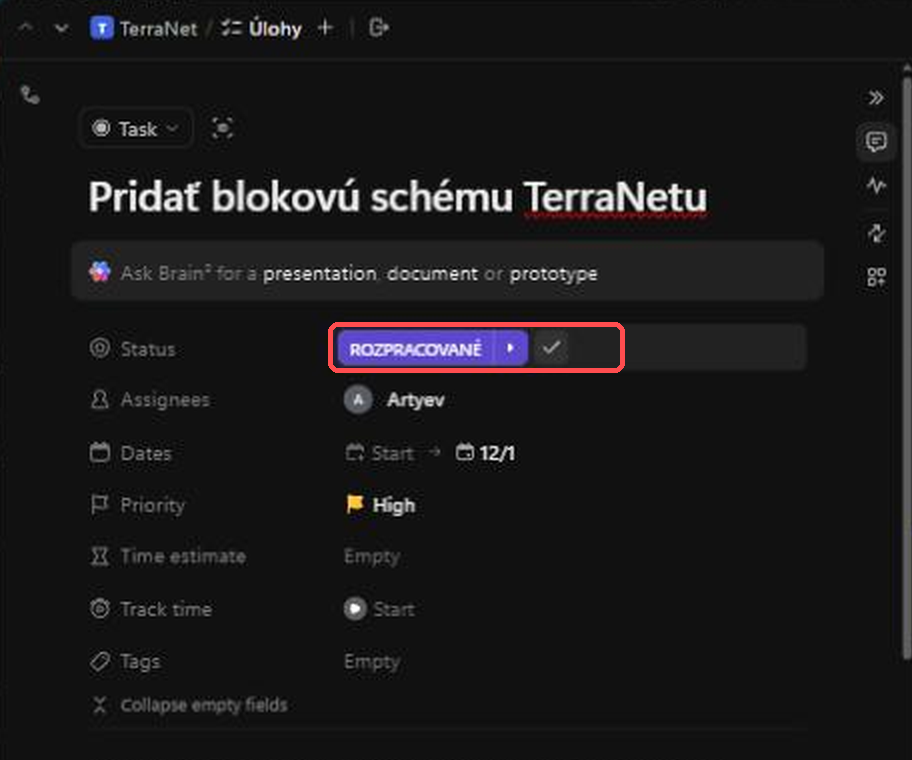 T TerraNet / Úlohy +
Task
Pridať blokovú schému TerraNetu
Ask Brain² for a presentation, document or prototype
Status ROZPRACOVANÉ
Assignees A Artyev
Dates Start → 12/1
Priority High
Time estimate Empty
Track time Start
Tags Empty
Collapse empty fields